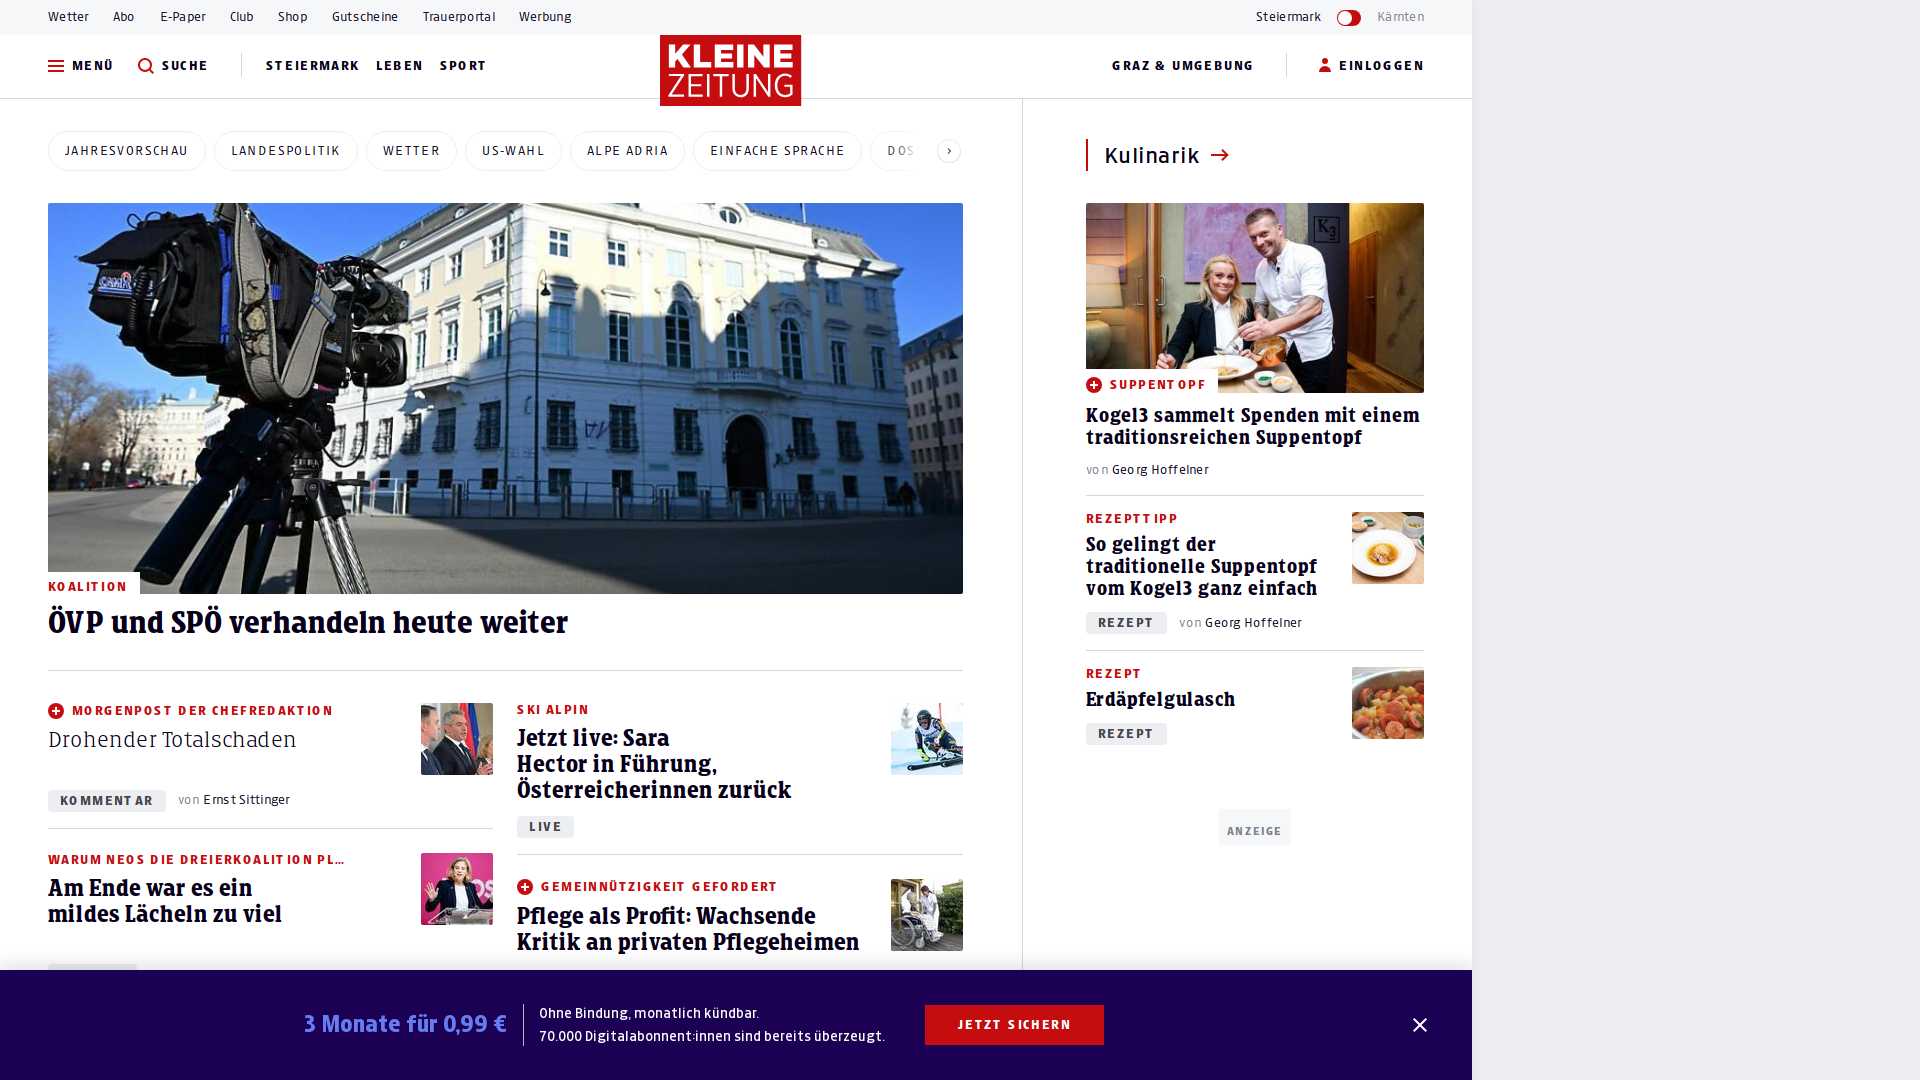 Wetter Abo E-Paper Club Shop Gutscheine Trauerportal Werbung
Steiermark Kärnten
MENÜ SUCHE STEIERMARK LEBEN SPORT
KLEINE
ZEITUNG
GRAZ & UMGEBUNG EINLOGGEN
JAHRESVORSCHAU LANDESPOLITIK WETTER US-WAHL ALPE ADRIA EINFACHE SPRACHE DOS
KOALITION
ÖVP und SPÖ verhandeln heute weiter
MORGENPOST DER CHEFREDAKTION
Drohender Totalschaden
KOMMENTAR von Ernst Sittinger
WARUM NEOS DIE DREIERKOALITION PL…
Am Ende war es ein
mildes Lächeln zu viel
SKI ALPIN
Jetzt live: Sara
Hector in Führung,
Österreicherinnen zurück
LIVE
GEMEINNÜTZIGKEIT GEFORDERT
Pflege als Profit: Wachsende
Kritik an privaten Pflegeheimen
Kulinarik
K3
SUPPENTOPF
Kogel3 sammelt Spenden mit einem
traditionsreichen Suppentopf
von Georg Hoffelner
REZEPTTIPP
So gelingt der
traditionelle Suppentopf
vom Kogel3 ganz einfach
REZEPT von Georg Hoffelner
REZEPT
Erdäpfelgulasch
REZEPT
ANZEIGE
3 Monate für 0,99 €
Ohne Bindung, monatlich kündbar.
70.000 Digitalabonnent:innen sind bereits überzeugt.
JETZT SICHERN